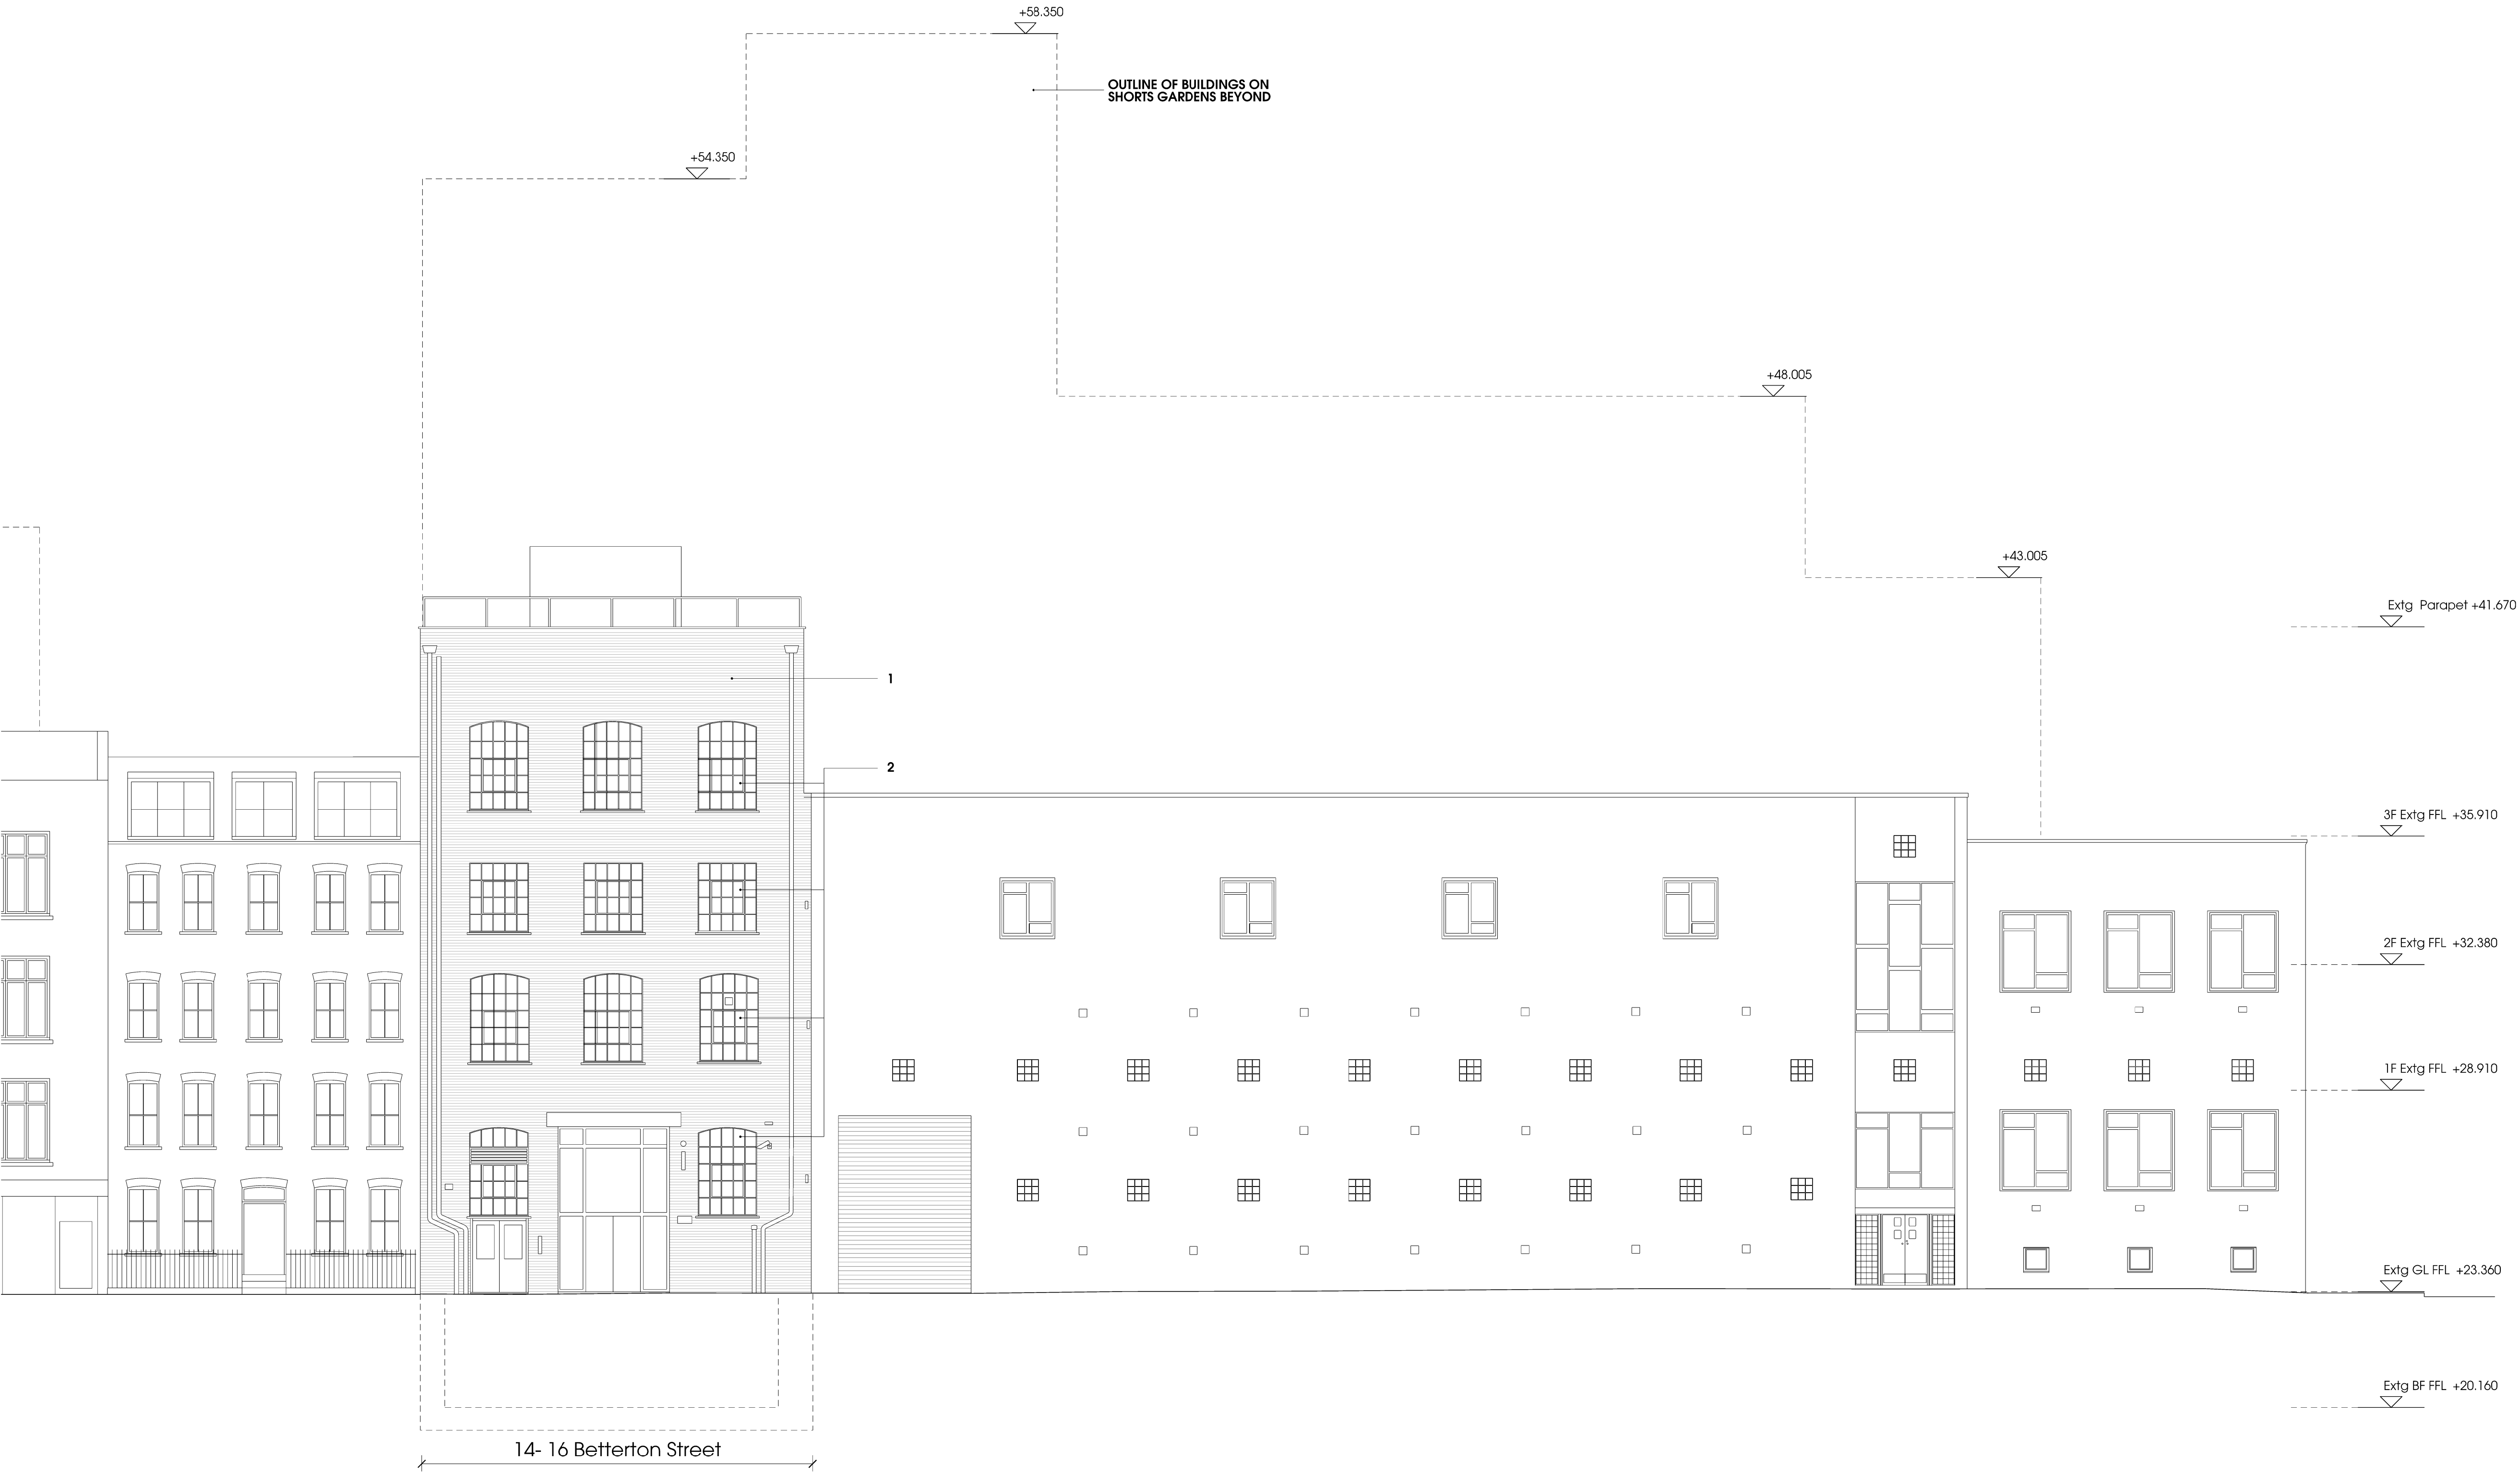 +58.350
OUTLINE OF BUILDINGS ON
SHORTS GARDENS BEYOND
+54.350
+48.005
+43.005
Extg Parapet +41.670
1
2
3F Extg FFL +35.910
2F Extg FFL +32.380
1F Extg FFL +28.910
Extg GL FFL +23.360
Extg BF FFL +20.160
14- 16 Betterton Street